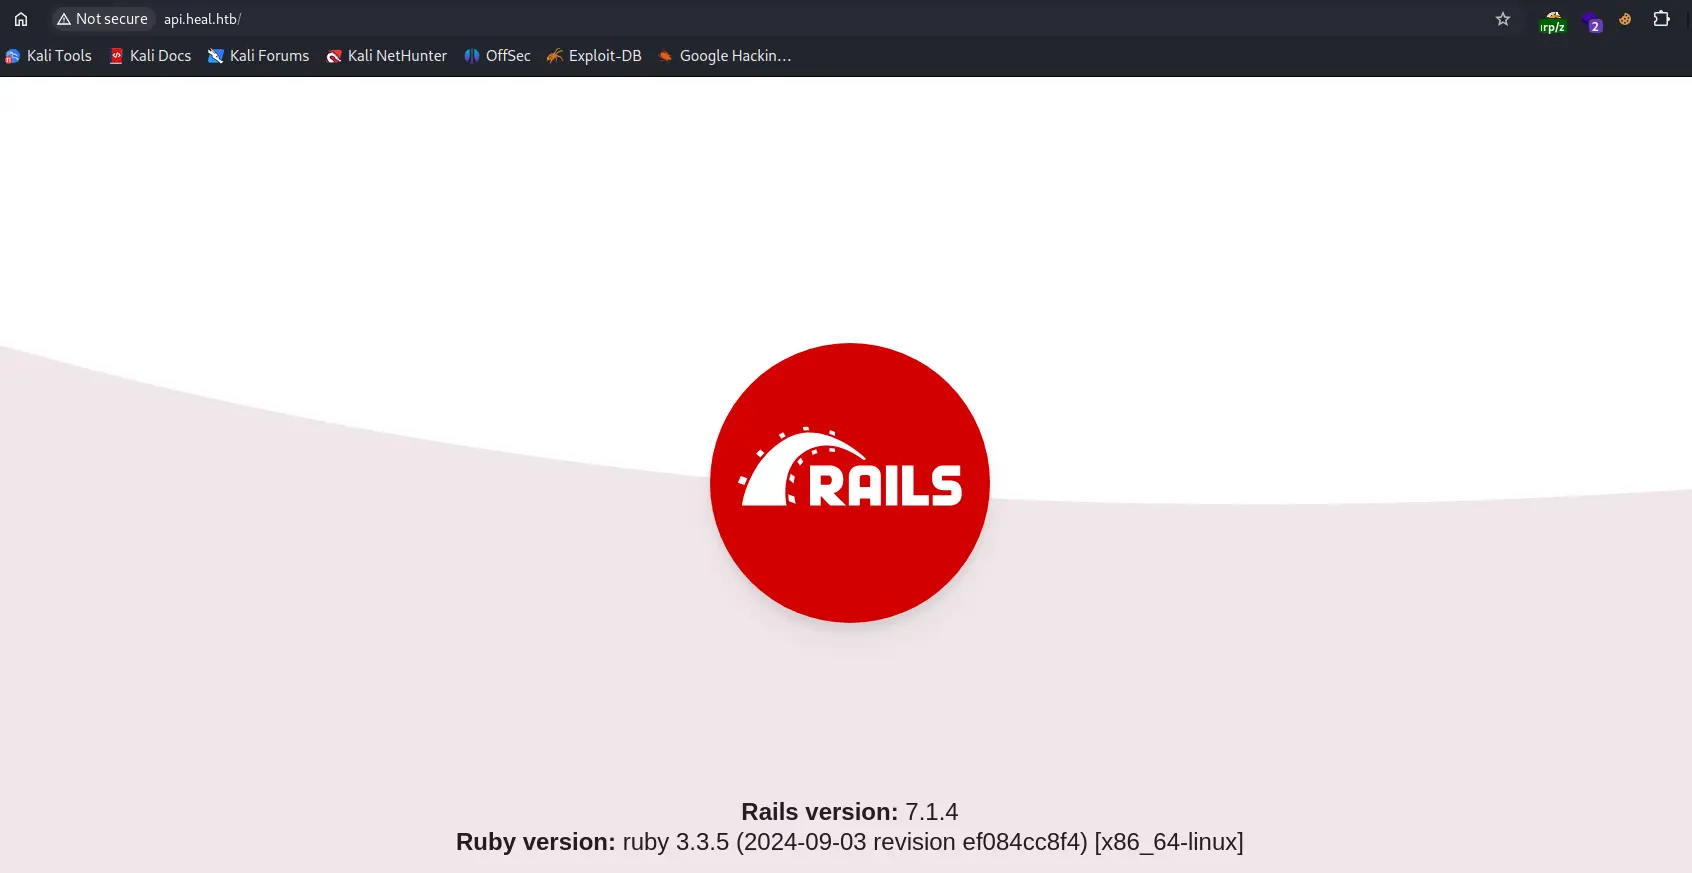 Not secure api.heal.htb/
rp/z 2
Kali Tools Kali Docs Kali Forums Kali NetHunter OffSec Exploit-DB Google Hackin…
RAILS
Rails version: 7.1.4
Ruby version: ruby 3.3.5 (2024-09-03 revision ef084cc8f4) [x86_64-linux]